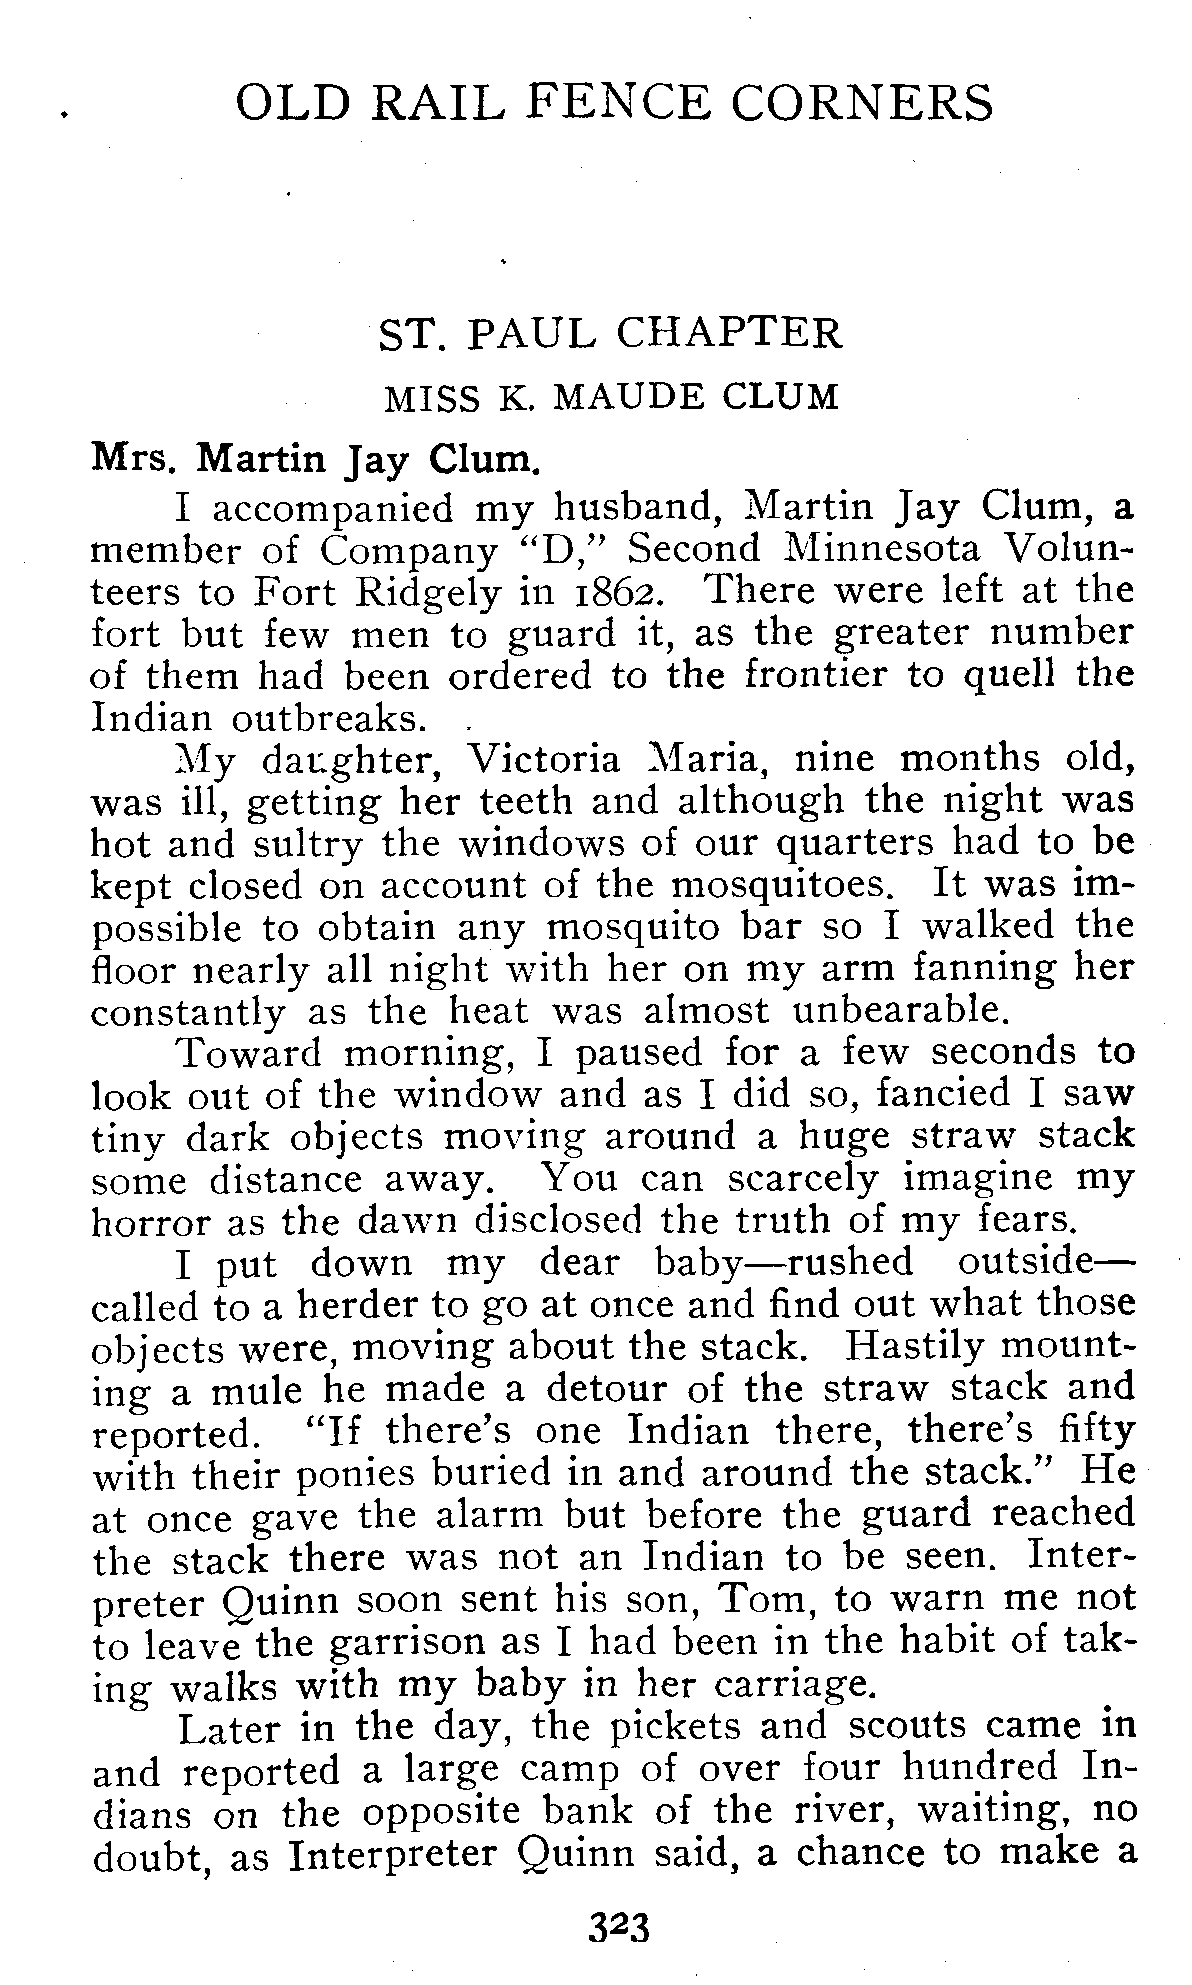 OLD RAIL FENCE CORNERS
ST. PAUL CHAPTER
MISS K. MAUDE CLUM
Mrs. Martin Jay Clum.
I accompanied my husband, Martin Jay Clum, a
member of Company “D,” Second Minnesota Volun-
teers to Fort Ridgely in 1862. There were left at the
fort but few men to guard it, as the greater number
of them had been ordered to the frontier to quell the
Indian outbreaks.
My daughter, Victoria Maria, nine months old,
was ill, getting her teeth and although the night was
hot and sultry the windows of our quarters had to be
kept closed on account of the mosquitoes. It was im-
possible to obtain any mosquito bar so I walked the
floor nearly all night with her on my arm fanning her
constantly as the heat was almost unbearable.
Toward morning, I paused for a few seconds to
look out of the window and as I did so, fancied I saw
tiny dark objects moving around a huge straw stack
some distance away. You can scarcely imagine my
horror as the dawn disclosed the truth of my fears.
I put down my dear baby—rushed outside—
called to a herder to go at once and find out what those
objects were, moving about the stack. Hastily mount-
ing a mule he made a detour of the straw stack and
reported. “If there’s one Indian there, there’s fifty
with their ponies buried in and around the stack.” He
at once gave the alarm but before the guard reached
the stack there was not an Indian to be seen. Inter-
preter Quinn soon sent his son, Tom, to warn me not
to leave the garrison as I had been in the habit of tak-
ing walks with my baby in her carriage.
Later in the day, the pickets and scouts came in
and reported a large camp of over four hundred In-
dians on the opposite bank of the river, waiting, no
doubt, as Interpreter Quinn said, a chance to make a
323